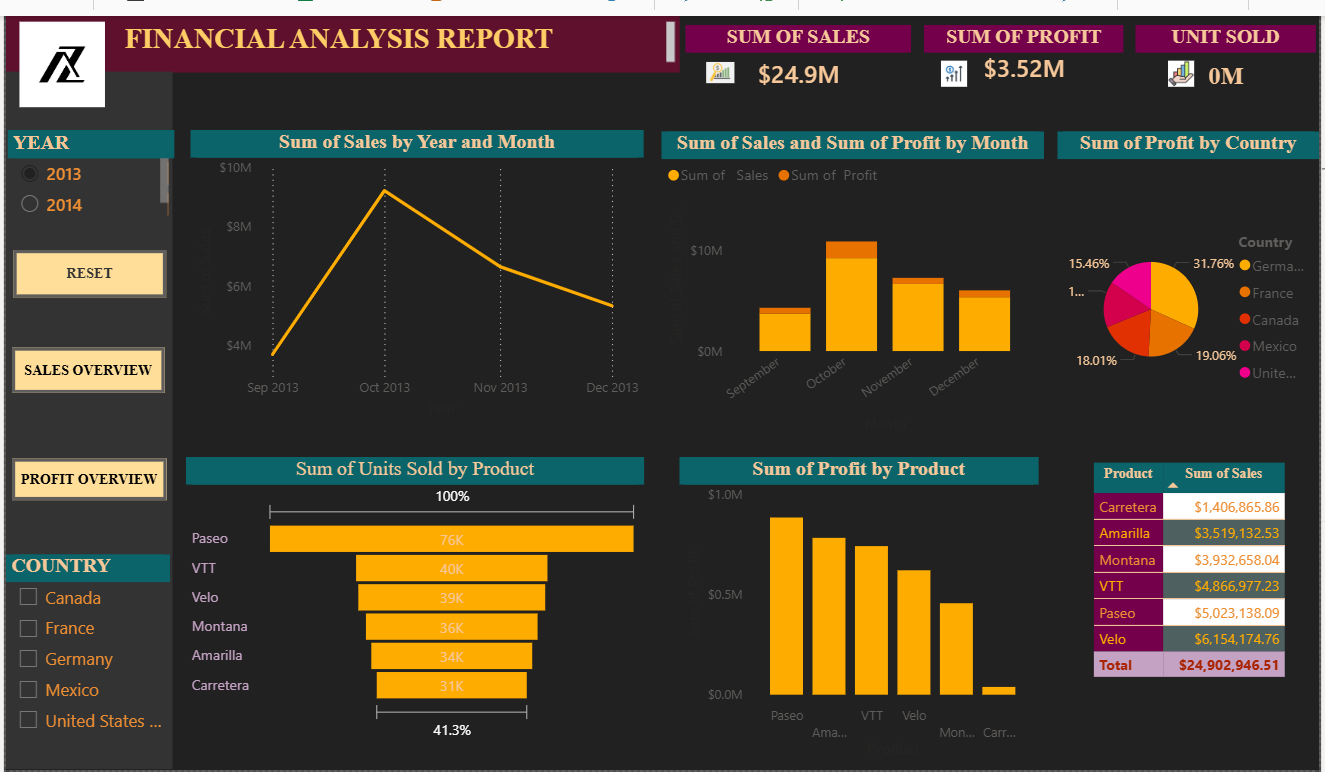 FINANCIAL ANALYSIS REPORT
SUM OF SALES
$24.9M
SUM OF PROFIT
$3.52M
UNIT SOLD
0M
YEAR
2013
2014
RESET
SALES OVERVIEW
PROFIT OVERVIEW
COUNTRY
Canada
France
Germany
Mexico
United States ...
Sum of Sales by Year and Month
$10M
$8M
$6M
$4M
Sep 2013
Oct 2013
Nov 2013
Dec 2013
Sum of Sales and Sum of Profit by Month
Sum of Sales
Sum of Profit
$10M
$0M
September
October
November
December
Sum of Profit by Country
Country
Germa...
France
Canada
Mexico
Unite...
15.46%
31.76%
1...
18.01%
19.06%
Sum of Units Sold by Product
100%
Paseo 76K
VTT 40K
Velo 39K
Montana 36K
Amarilla 34K
Carretera 31K
41.3%
Sum of Profit by Product
$1.0M
$0.5M
$0.0M
Paseo
Ama...
VTT
Velo
Mon...
Carr...
Product Sum of Sales
Carretera $1,406,865.86
Amarilla $3,519,132.53
Montana $3,932,658.04
VTT $4,866,977.23
Paseo $5,023,138.09
Velo $6,154,174.76
Total $24,902,946.51